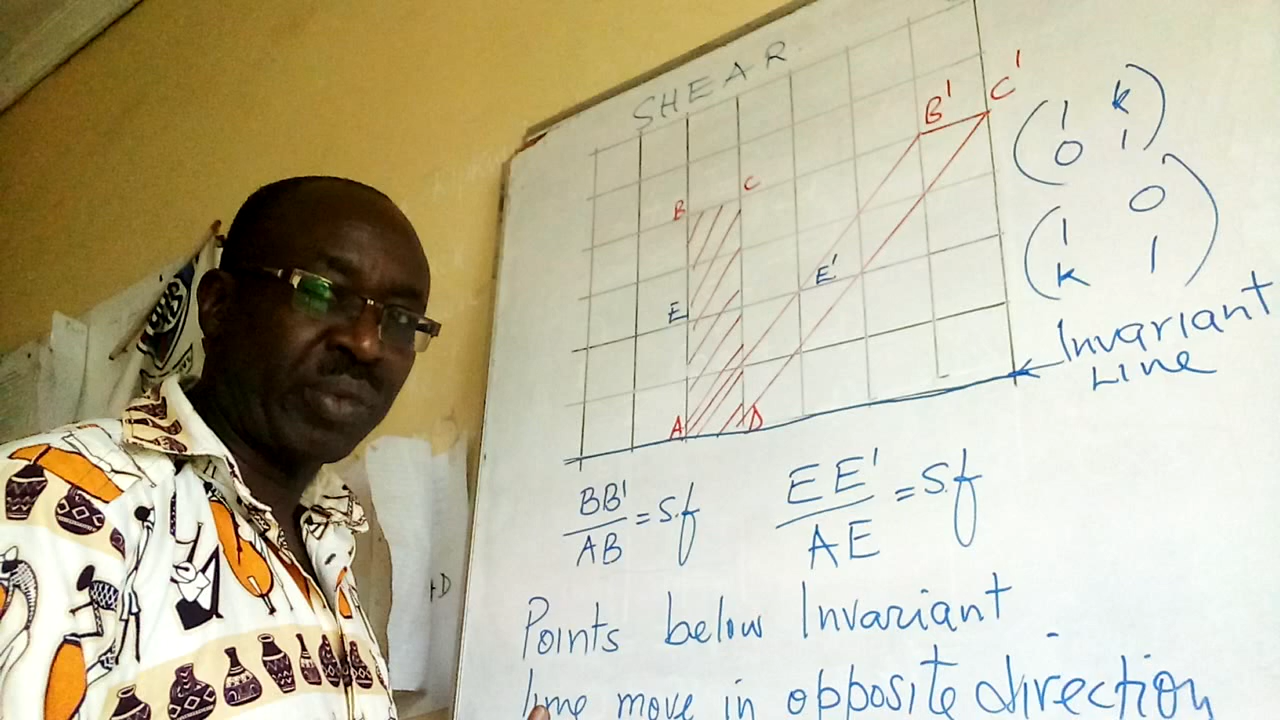 SHEAR
B' C'
B C
E E'
A D
( 1 k
0 1 )
( 1 0
k 1 )
Invariant
LINE
BB' / AB = s.f   EE' / AE = s.f
Points below Invariant
line move in opposite direction
+D